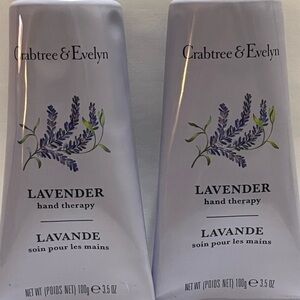 Crabtree & Evelyn
LAVENDER
hand therapy
LAVANDE
soin pour les mains
NET WT (POIDS NET) 100g e 3.5 OZ
Crabtree & Evelyn
LAVENDER
hand therapy
LAVANDE
soin pour les mains
NET WT (POIDS NET) 100g e 3.5 OZ